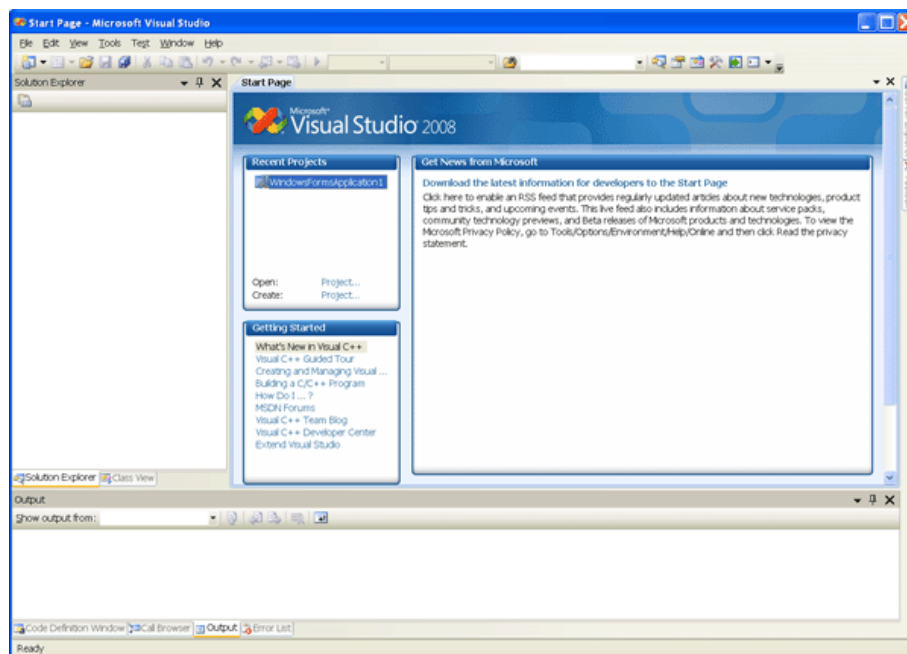 Start Page - Microsoft Visual Studio
File Edit View Tools Test Window Help
Solution Explorer
Start Page
Microsoft
Visual Studio 2008
Recent Projects
WindowsFormsApplication1
Open: Project...
Create: Project...
Getting Started
What's New in Visual C++
Visual C++ Guided Tour
Creating and Managing Visual ...
Building a C/C++ Program
How Do I ... ?
MSDN Forums
Visual C++ Team Blog
Visual C++ Developer Center
Extend Visual Studio
Get News from Microsoft
Download the latest information for developers to the Start Page
Click here to enable an RSS feed that provides regularly updated articles about new technologies, product
tips and tricks, and upcoming events. This live feed also includes information about service packs,
community technology previews, and Beta releases of Microsoft products and technologies. To view the
Microsoft Privacy Policy, go to Tools/Options/Environment/Help/Online and then click Read the privacy
statement.
Solution Explorer Class View
Output
Show output from:
Code Definition Window Call Browser Output Error List
Ready